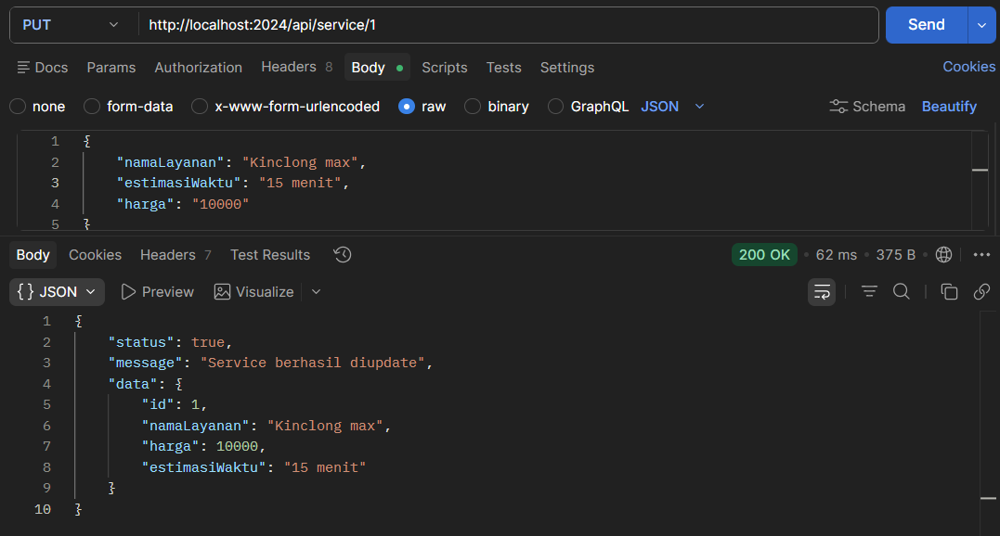 PUT http://localhost:2024/api/service/1 Send
Docs Params Authorization Headers 8 Body Scripts Tests Settings Cookies
none form-data x-www-form-urlencoded raw binary GraphQL JSON Schema Beautify
1 {
2 "namaLayanan": "Kinclong max",
3 "estimasiWaktu": "15 menit",
4 "harga": "10000"
5 }
Body Cookies Headers 7 Test Results 200 OK • 62 ms • 375 B •
{} JSON Preview Visualize
1 {
2 "status": true,
3 "message": "Service berhasil diupdate",
4 "data": {
5 "id": 1,
6 "namaLayanan": "Kinclong max",
7 "harga": 10000,
8 "estimasiWaktu": "15 menit"
9 }
10 }